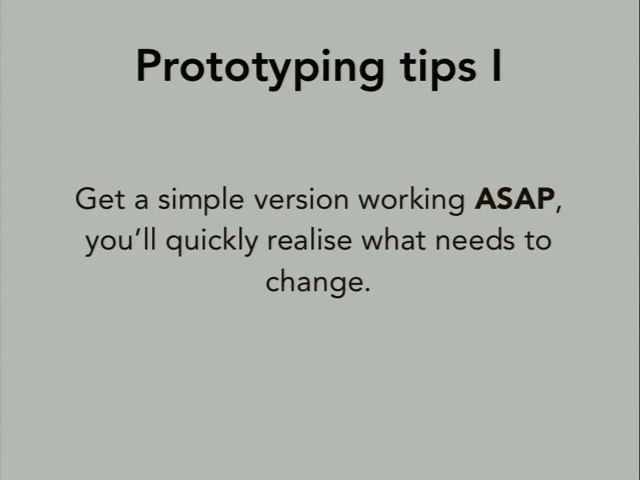 Prototyping tips I
Get a simple version working ASAP,
you'll quickly realise what needs to
change.